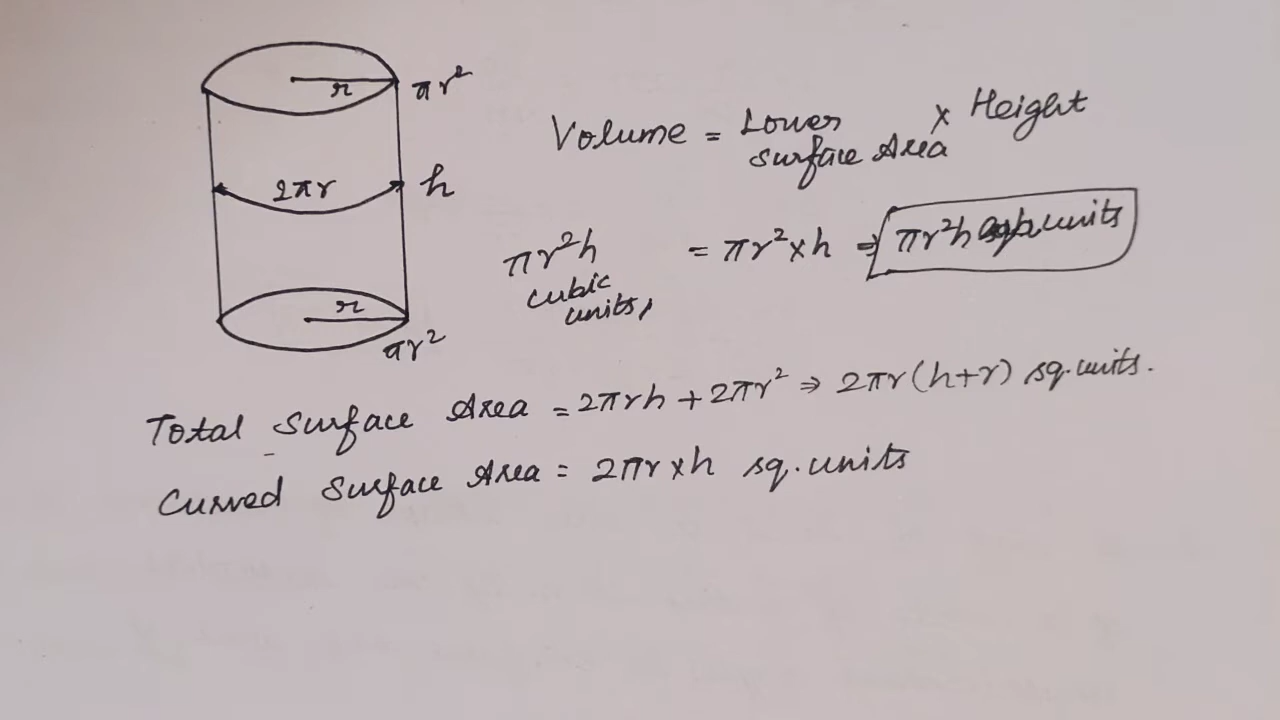 r πr²
Volume = Lower Surface Area × Height
2πr h
πr²h cubic units,
= πr² × h ⇒ πr²h units
r
πr²
Total Surface Area = 2πrh + 2πr² ⇒ 2πr(h+r) sq.units.
Curved Surface Area = 2πr×h sq.units